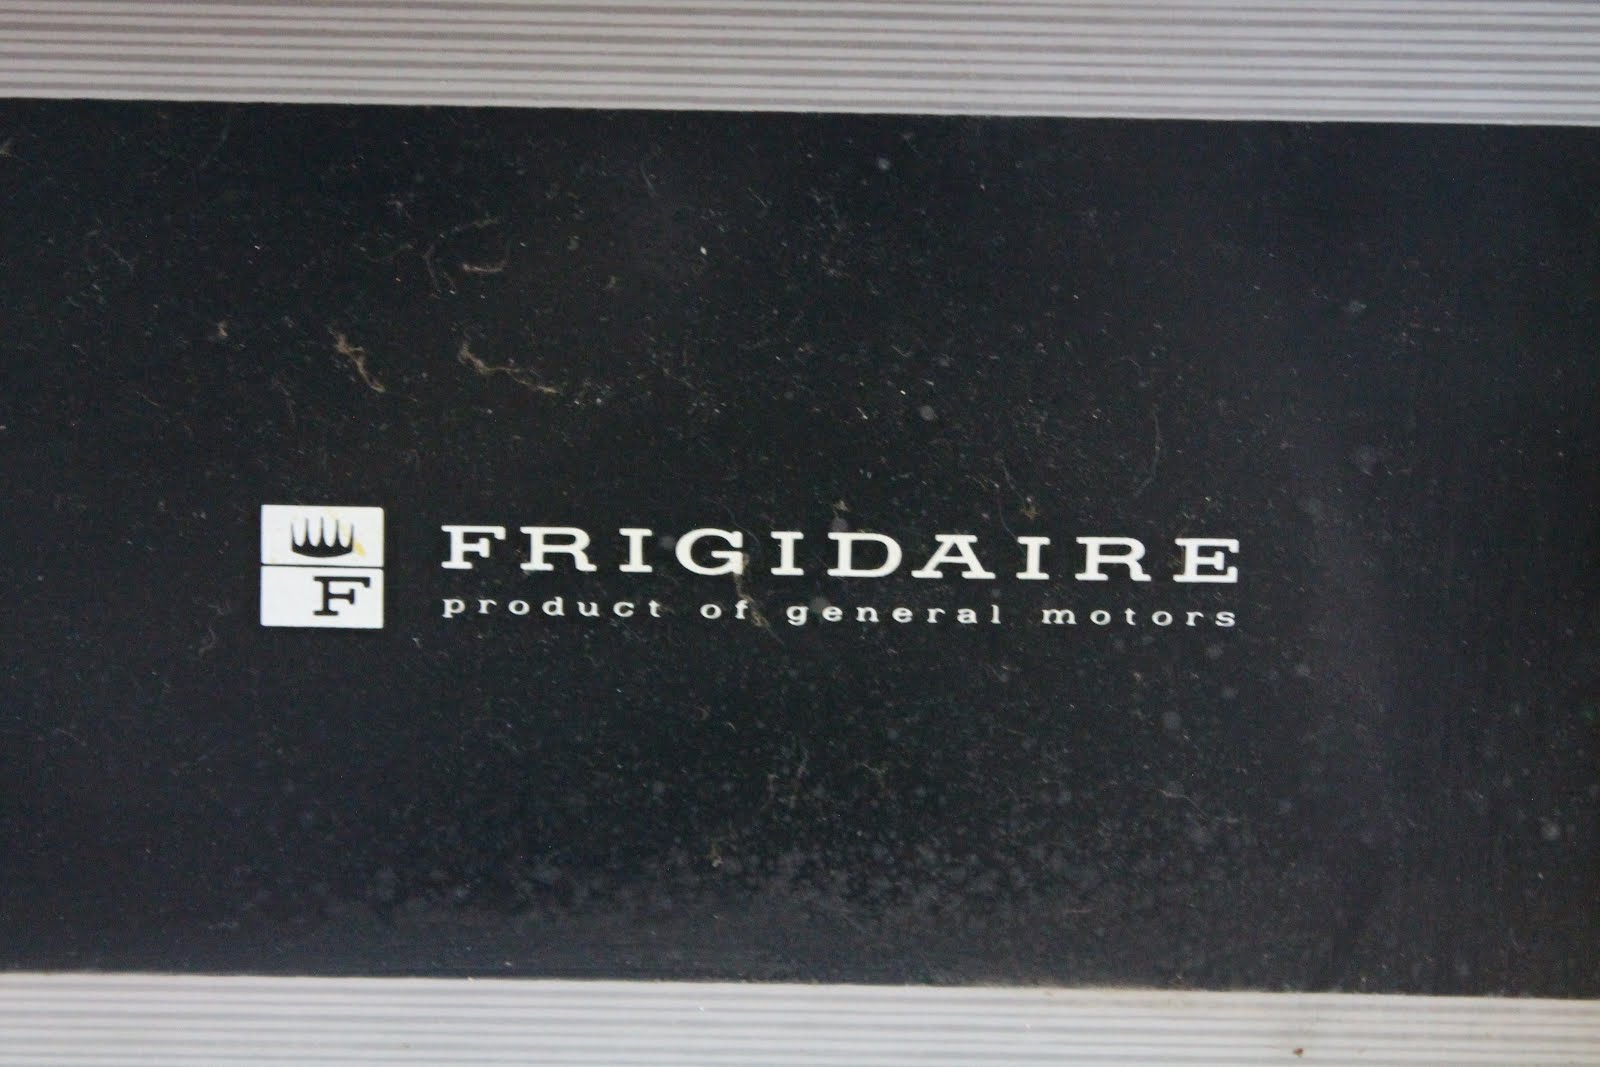 F
FRIGIDAIRE
product of general motors